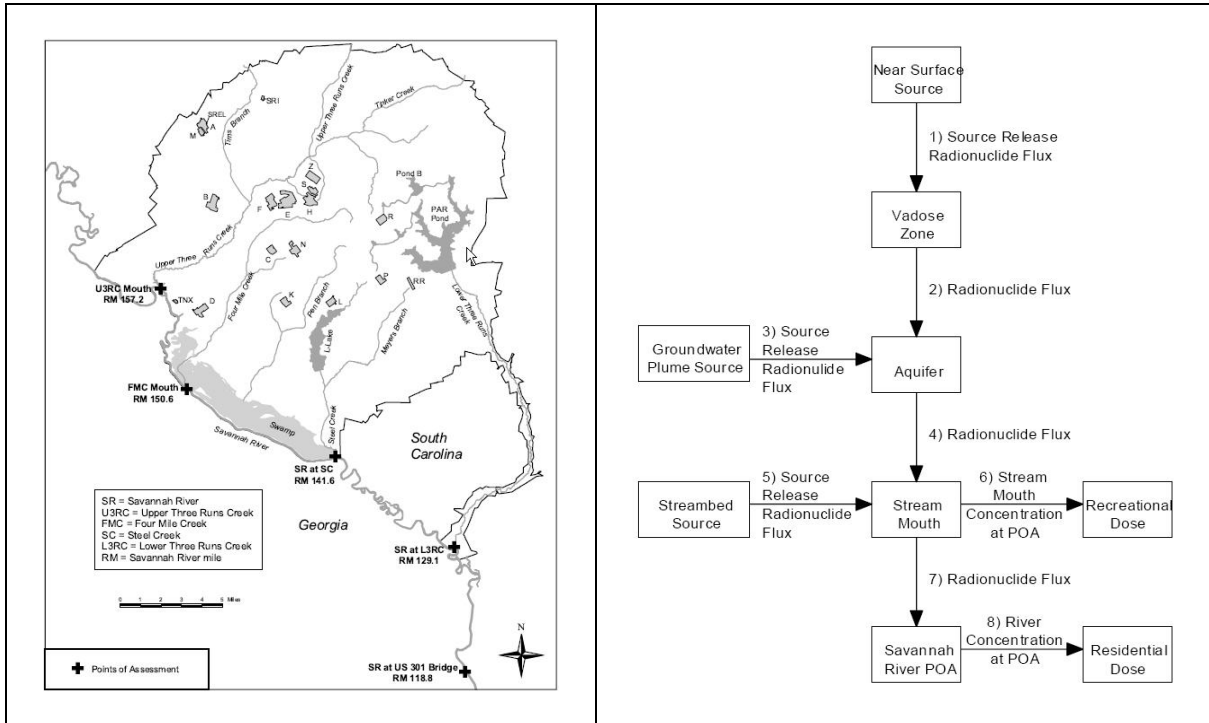 Upper Three Runs Creek
Tinker Creek
SRI
SREL
A
M
Tims Branch
Z
S
Pond B
B
F
E
H
R
PAR
Pond
N
C
Upper Three Runs Creek
U3RC Mouth
RM 157.2
TNX
D
Four Mile Creek
K
Pen Branch
L
P
RR
L-Lake
Meyers Branch
Lower Three Runs
Creek
FMC Mouth
RM 150.6
Swamp
Savannah River
Steel Creek
SR at SC
RM 141.6
South
Carolina
Georgia
SR = Savannah River
U3RC = Upper Three Runs Creek
FMC = Four Mile Creek
SC = Steel Creek
L3RC = Lower Three Runs Creek
RM = Savannah River mile
0 1 2 3 4 5 Miles
SR at L3RC
RM 129.1
N
Points of Assessment
SR at US 301 Bridge
RM 118.8
Near Surface
Source
1) Source Release
Radionuclide Flux
Vadose
Zone
2) Radionuclide Flux
Groundwater
Plume Source
3) Source
Release
Radionulide
Flux
Aquifer
4) Radionuclide Flux
Streambed
Source
5) Source
Release
Radionuclide
Flux
Stream
Mouth
6) Stream
Mouth
Concentration
at POA
Recreational
Dose
7) Radionuclide Flux
Savannah
River POA
8) River
Concentration
at POA
Residential
Dose